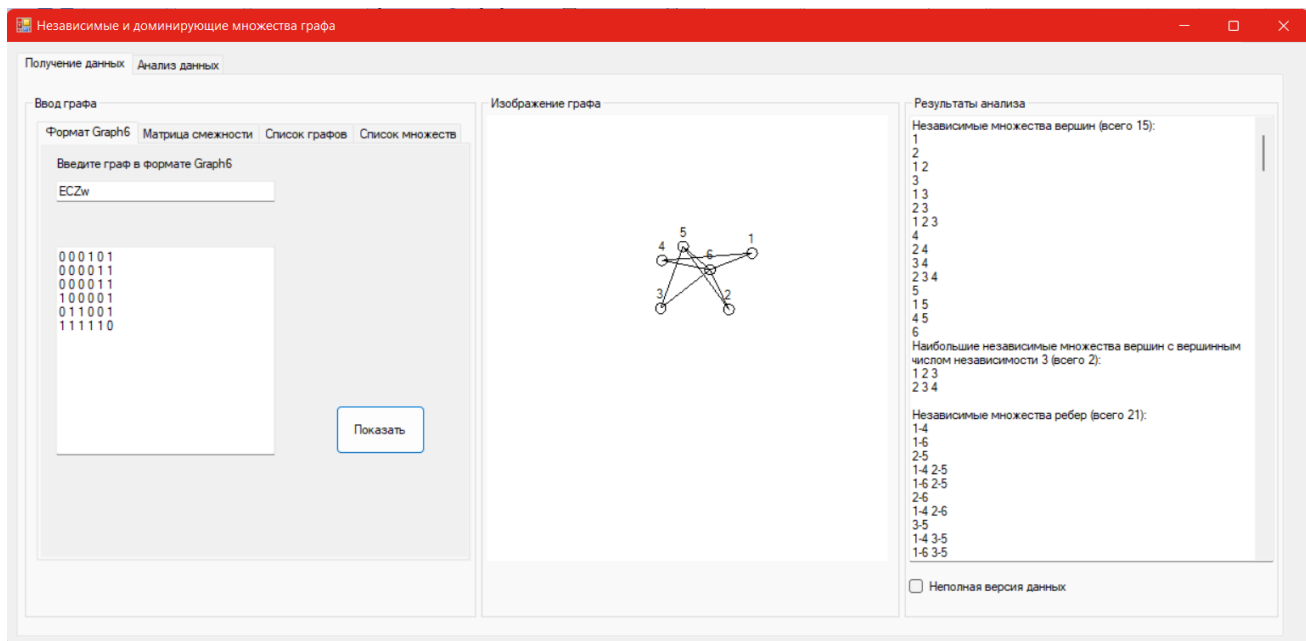 Независимые и доминирующие множества графа
Получение данных Анализ данных
Ввод графа
Формат Graph6 Матрица смежности Список графов Список множеств
Введите граф в формате Graph6
ECZw
0 0 0 1 0 1
0 0 0 0 1 1
0 0 0 0 1 1
1 0 0 0 0 1
0 1 1 0 0 1
1 1 1 1 1 0
Показать
Изображение графа
5
1
4
6
3
2
Результаты анализа
Независимые множества вершин (всего 15):
1
2
1 2
3
1 3
2 3
1 2 3
4
2 4
3 4
2 3 4
5
1 5
4 5
6
Наибольшие независимые множества вершин с вершинным
числом независимости 3 (всего 2):
1 2 3
2 3 4
Независимые множества ребер (всего 21):
1-4
1-6
2-5
1-4 2-5
1-6 2-5
2-6
1-4 2-6
3-5
1-4 3-5
1-6 3-5
Неполная версия данных